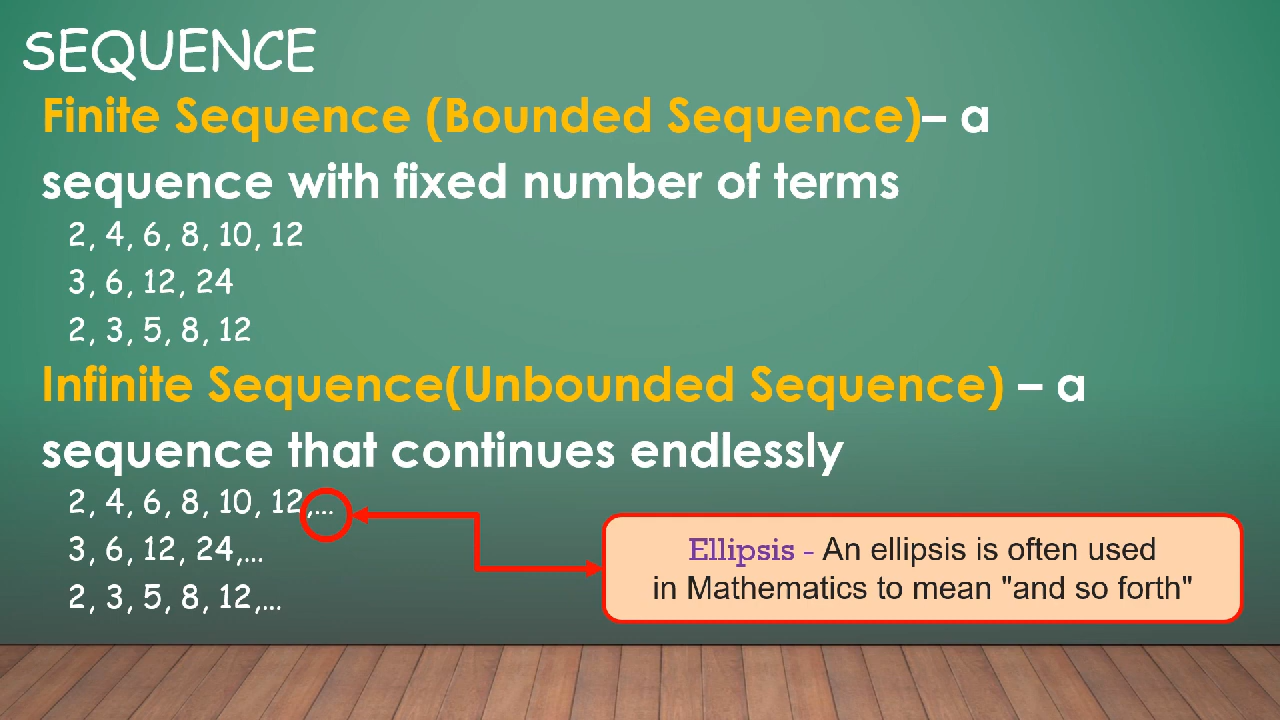 SEQUENCE
Finite Sequence (Bounded Sequence)– a
sequence with fixed number of terms
2, 4, 6, 8, 10, 12
3, 6, 12, 24
2, 3, 5, 8, 12
Infinite Sequence(Unbounded Sequence) – a
sequence that continues endlessly
2, 4, 6, 8, 10, 12,...
3, 6, 12, 24,...
2, 3, 5, 8, 12,...
Ellipsis - An ellipsis is often used
in Mathematics to mean "and so forth"